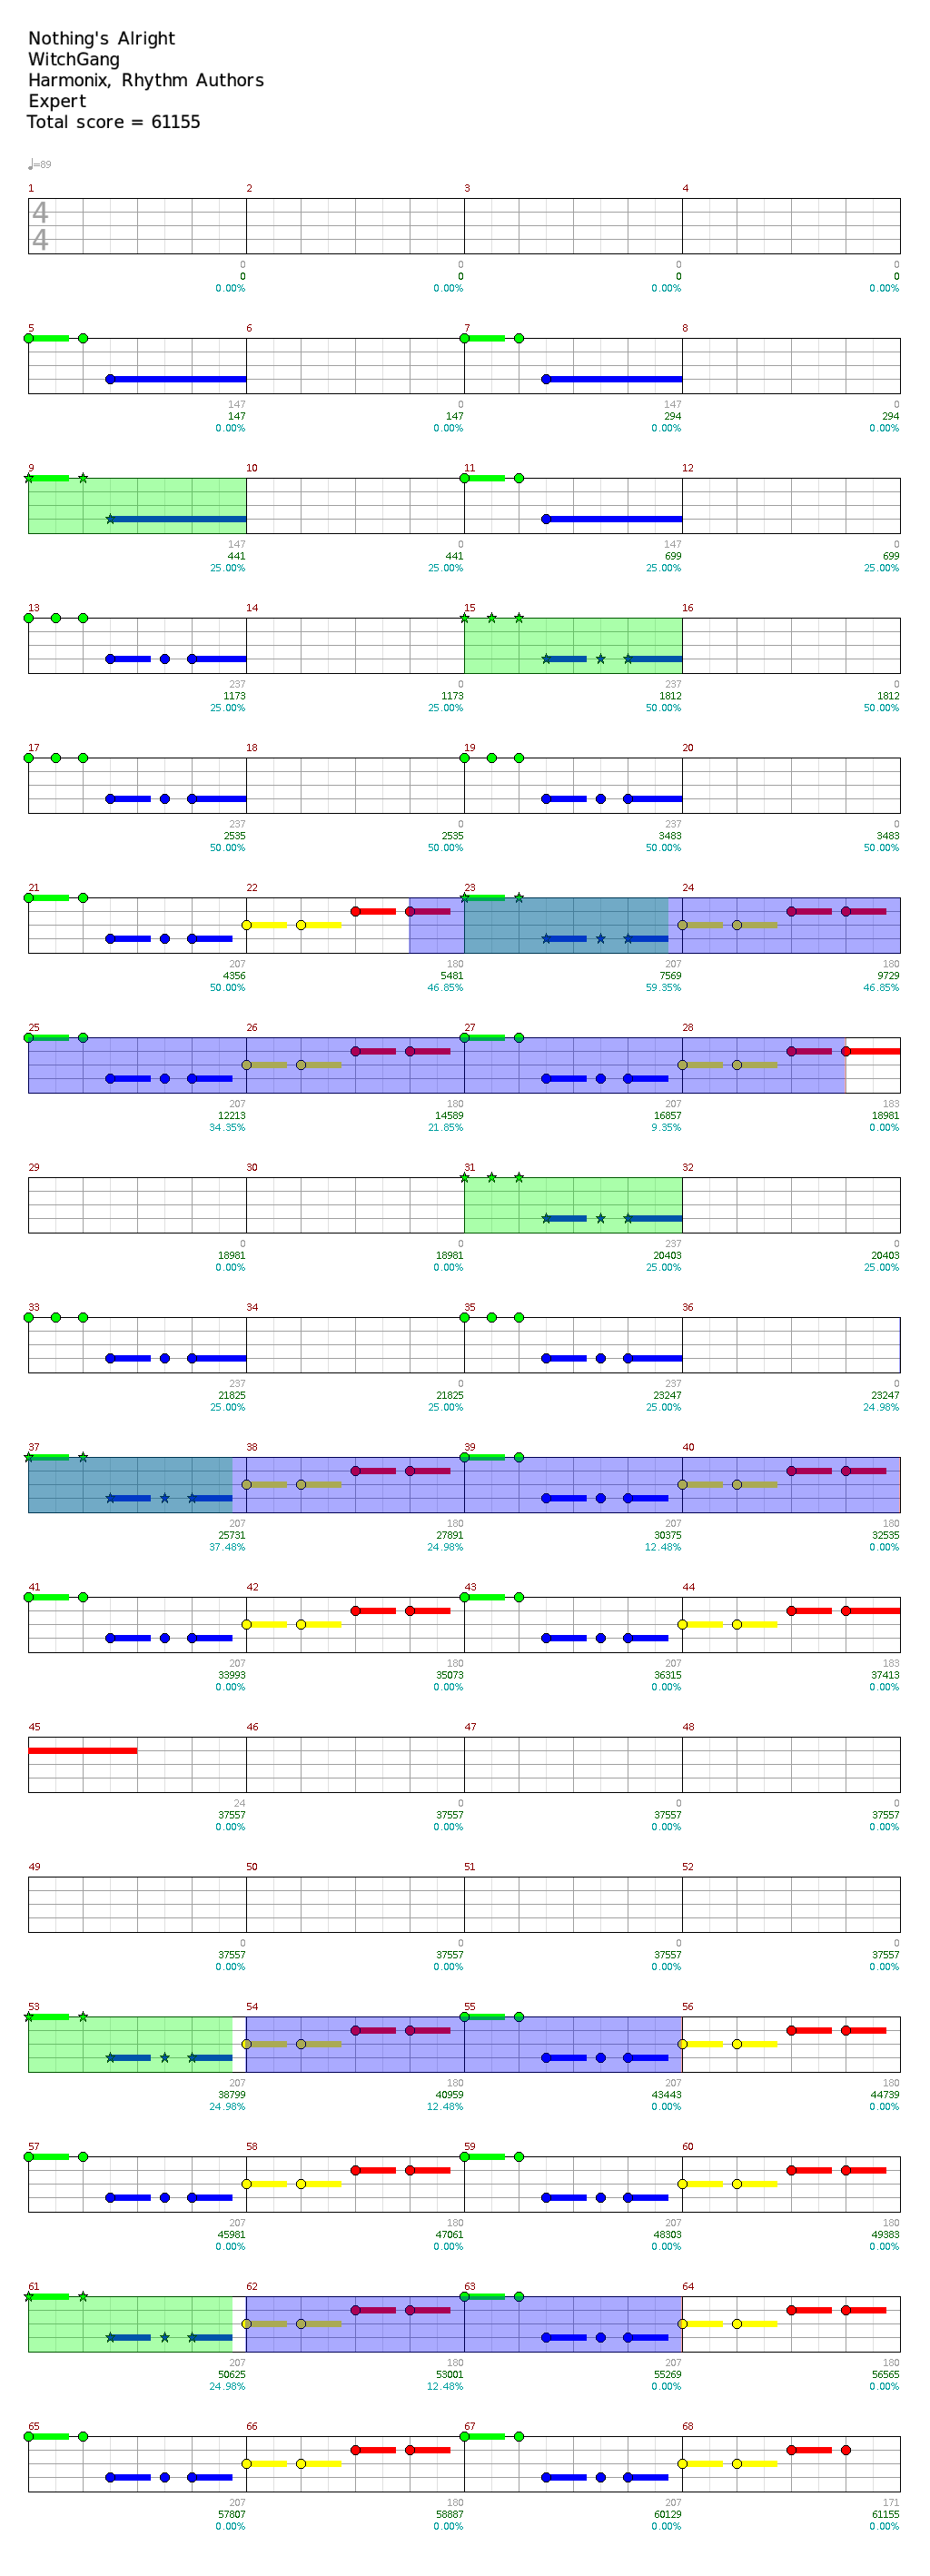 Nothing's Alright
WitchGang
Harmonix, Rhythm Authors
Expert
Total score = 61155
♩=89
1 2 3 4
4
4
0 0 0 0
0 0 0 0
0.00% 0.00% 0.00% 0.00%
5 6 7 8
147 0 147 0
147 147 294 294
0.00% 0.00% 0.00% 0.00%
9 10 11 12
147 0 147 0
441 441 699 699
25.00% 25.00% 25.00% 25.00%
13 14 15 16
237 0 237 0
1173 1173 1812 1812
25.00% 25.00% 50.00% 50.00%
17 18 19 20
237 0 237 0
2535 2535 3483 3483
50.00% 50.00% 50.00% 50.00%
21 22 23 24
207 180 207 180
4356 5481 7569 9729
50.00% 46.85% 59.35% 46.85%
25 26 27 28
207 180 207 183
12213 14589 16857 18981
34.35% 21.85% 9.35% 0.00%
29 30 31 32
0 0 237 0
18981 18981 20403 20403
0.00% 0.00% 25.00% 25.00%
33 34 35 36
237 0 237 0
21825 21825 23247 23247
25.00% 25.00% 25.00% 24.98%
37 38 39 40
207 180 207 180
25731 27891 30375 32535
37.48% 24.98% 12.48% 0.00%
41 42 43 44
207 180 207 183
33993 35073 36315 37413
0.00% 0.00% 0.00% 0.00%
45 46 47 48
24 0 0 0
37557 37557 37557 37557
0.00% 0.00% 0.00% 0.00%
49 50 51 52
0 0 0 0
37557 37557 37557 37557
0.00% 0.00% 0.00% 0.00%
53 54 55 56
207 180 207 180
38799 40959 43443 44739
24.98% 12.48% 0.00% 0.00%
57 58 59 60
207 180 207 180
45981 47061 48303 49383
0.00% 0.00% 0.00% 0.00%
61 62 63 64
207 180 207 180
50625 53001 55269 56565
24.98% 12.48% 0.00% 0.00%
65 66 67 68
207 180 207 171
57807 58887 60129 61155
0.00% 0.00% 0.00% 0.00%